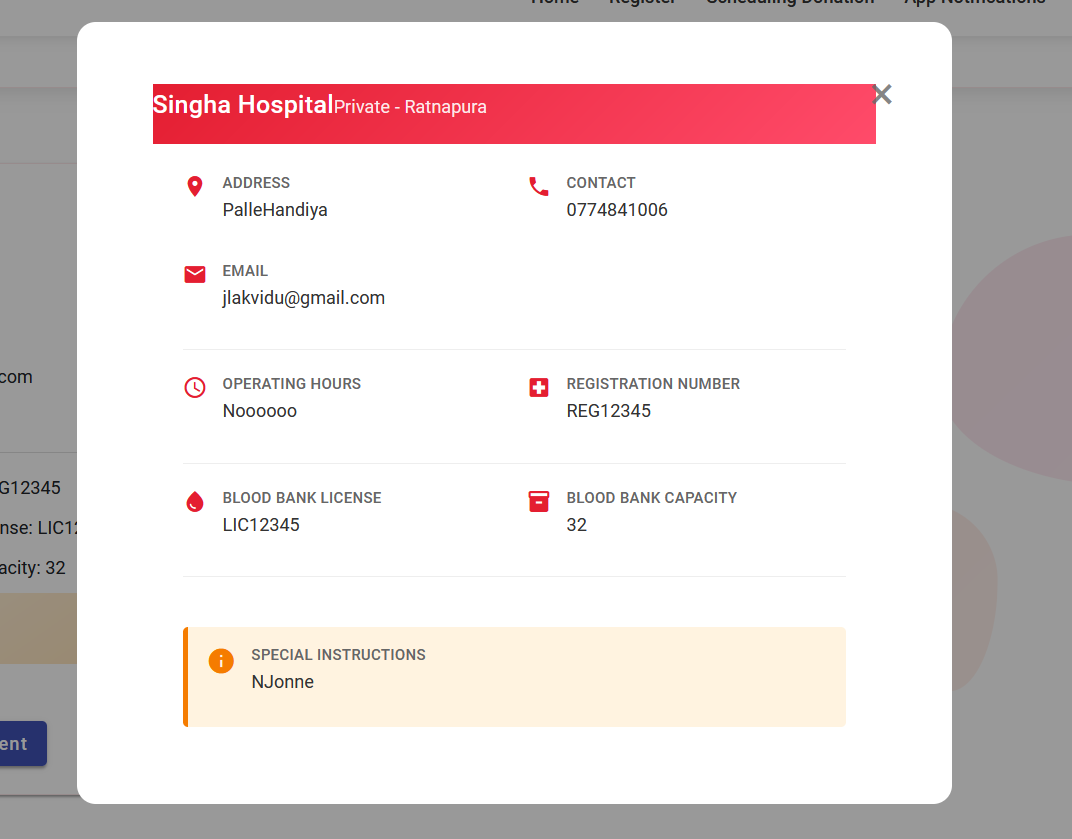 Home Register Scheduling Donation App Notifications
Singha Hospital Private - Ratnapura
ADDRESS
PalleHandiya
CONTACT
0774841006
EMAIL
jlakvidu@gmail.com
OPERATING HOURS
Noooooo
REGISTRATION NUMBER
REG12345
BLOOD BANK LICENSE
LIC12345
BLOOD BANK CAPACITY
32
SPECIAL INSTRUCTIONS
NJonne
com
G12345
nse: LIC12
acity: 32
ent